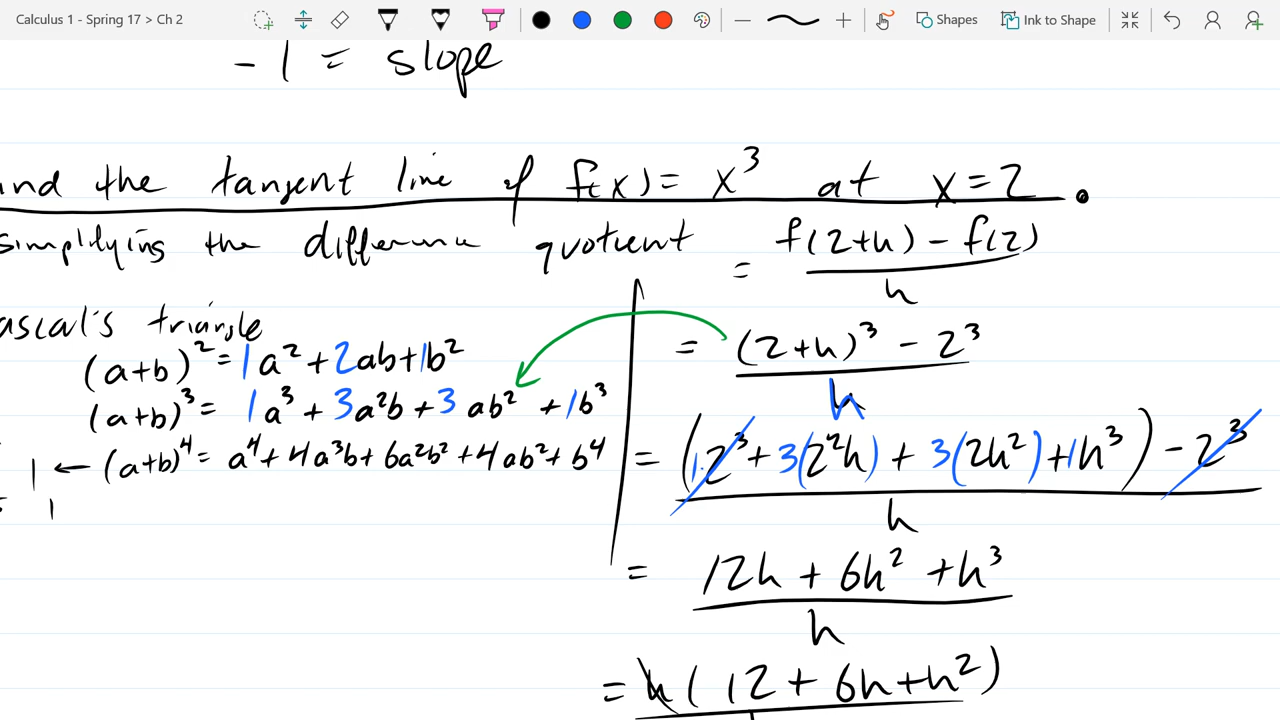 Calculus 1 - Spring 17 > Ch 2
Shapes
Ink to Shape
- 1 = slope
ind the tangent line of f(x) = x³ at x = 2 .
simplifying the difference quotient = f(2+h) - f(2)
h
ascal's triangle
(a+b)² = 1a² + 2ab + 1b²
(a+b)³ = 1a³ + 3a²b + 3ab² + 1b³
1 ← (a+b)⁴ = a⁴ + 4a³b + 6a²b² + 4ab² + b⁴
= 1
= (2+h)³ - 2³
h
= (1·2³ + 3(2²h) + 3(2h²) + 1h³) - 2³
h
= 12h + 6h² + h³
h
= h(12 + 6h + h²)